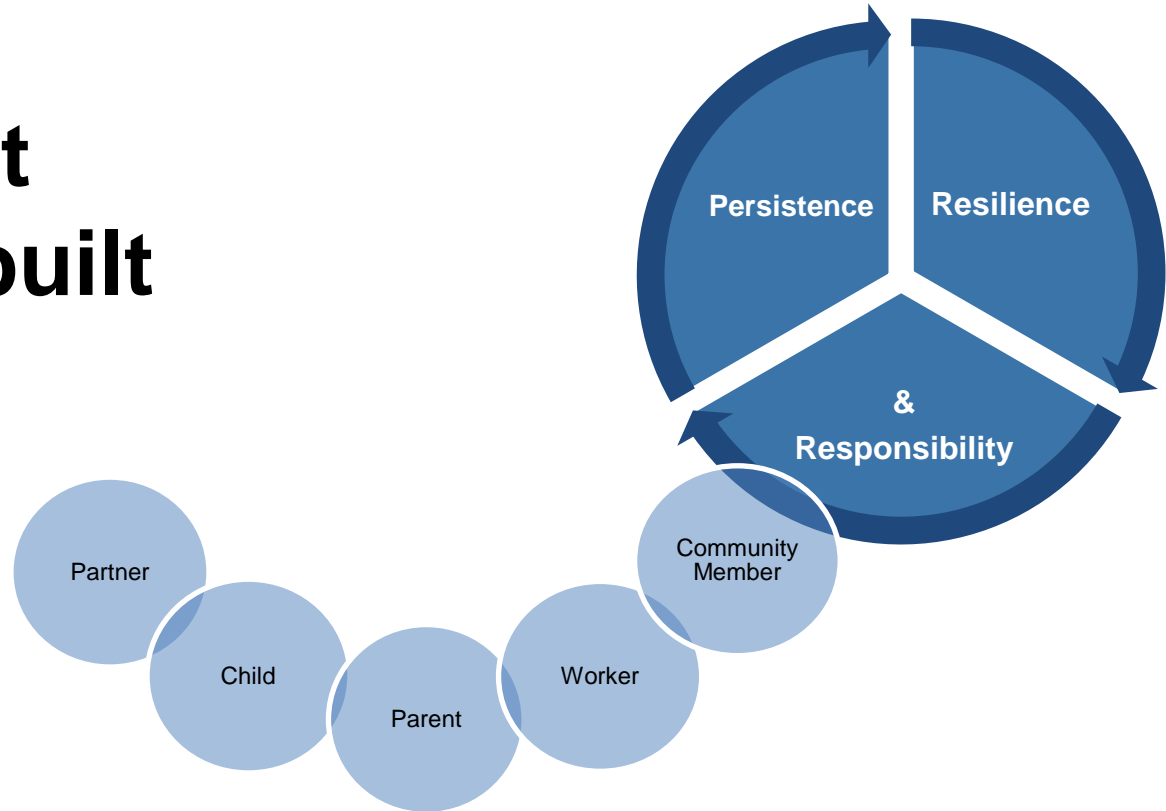 t
built
Persistence
Resilience
&
Responsibility
Community
Member
Partner
Child
Worker
Parent